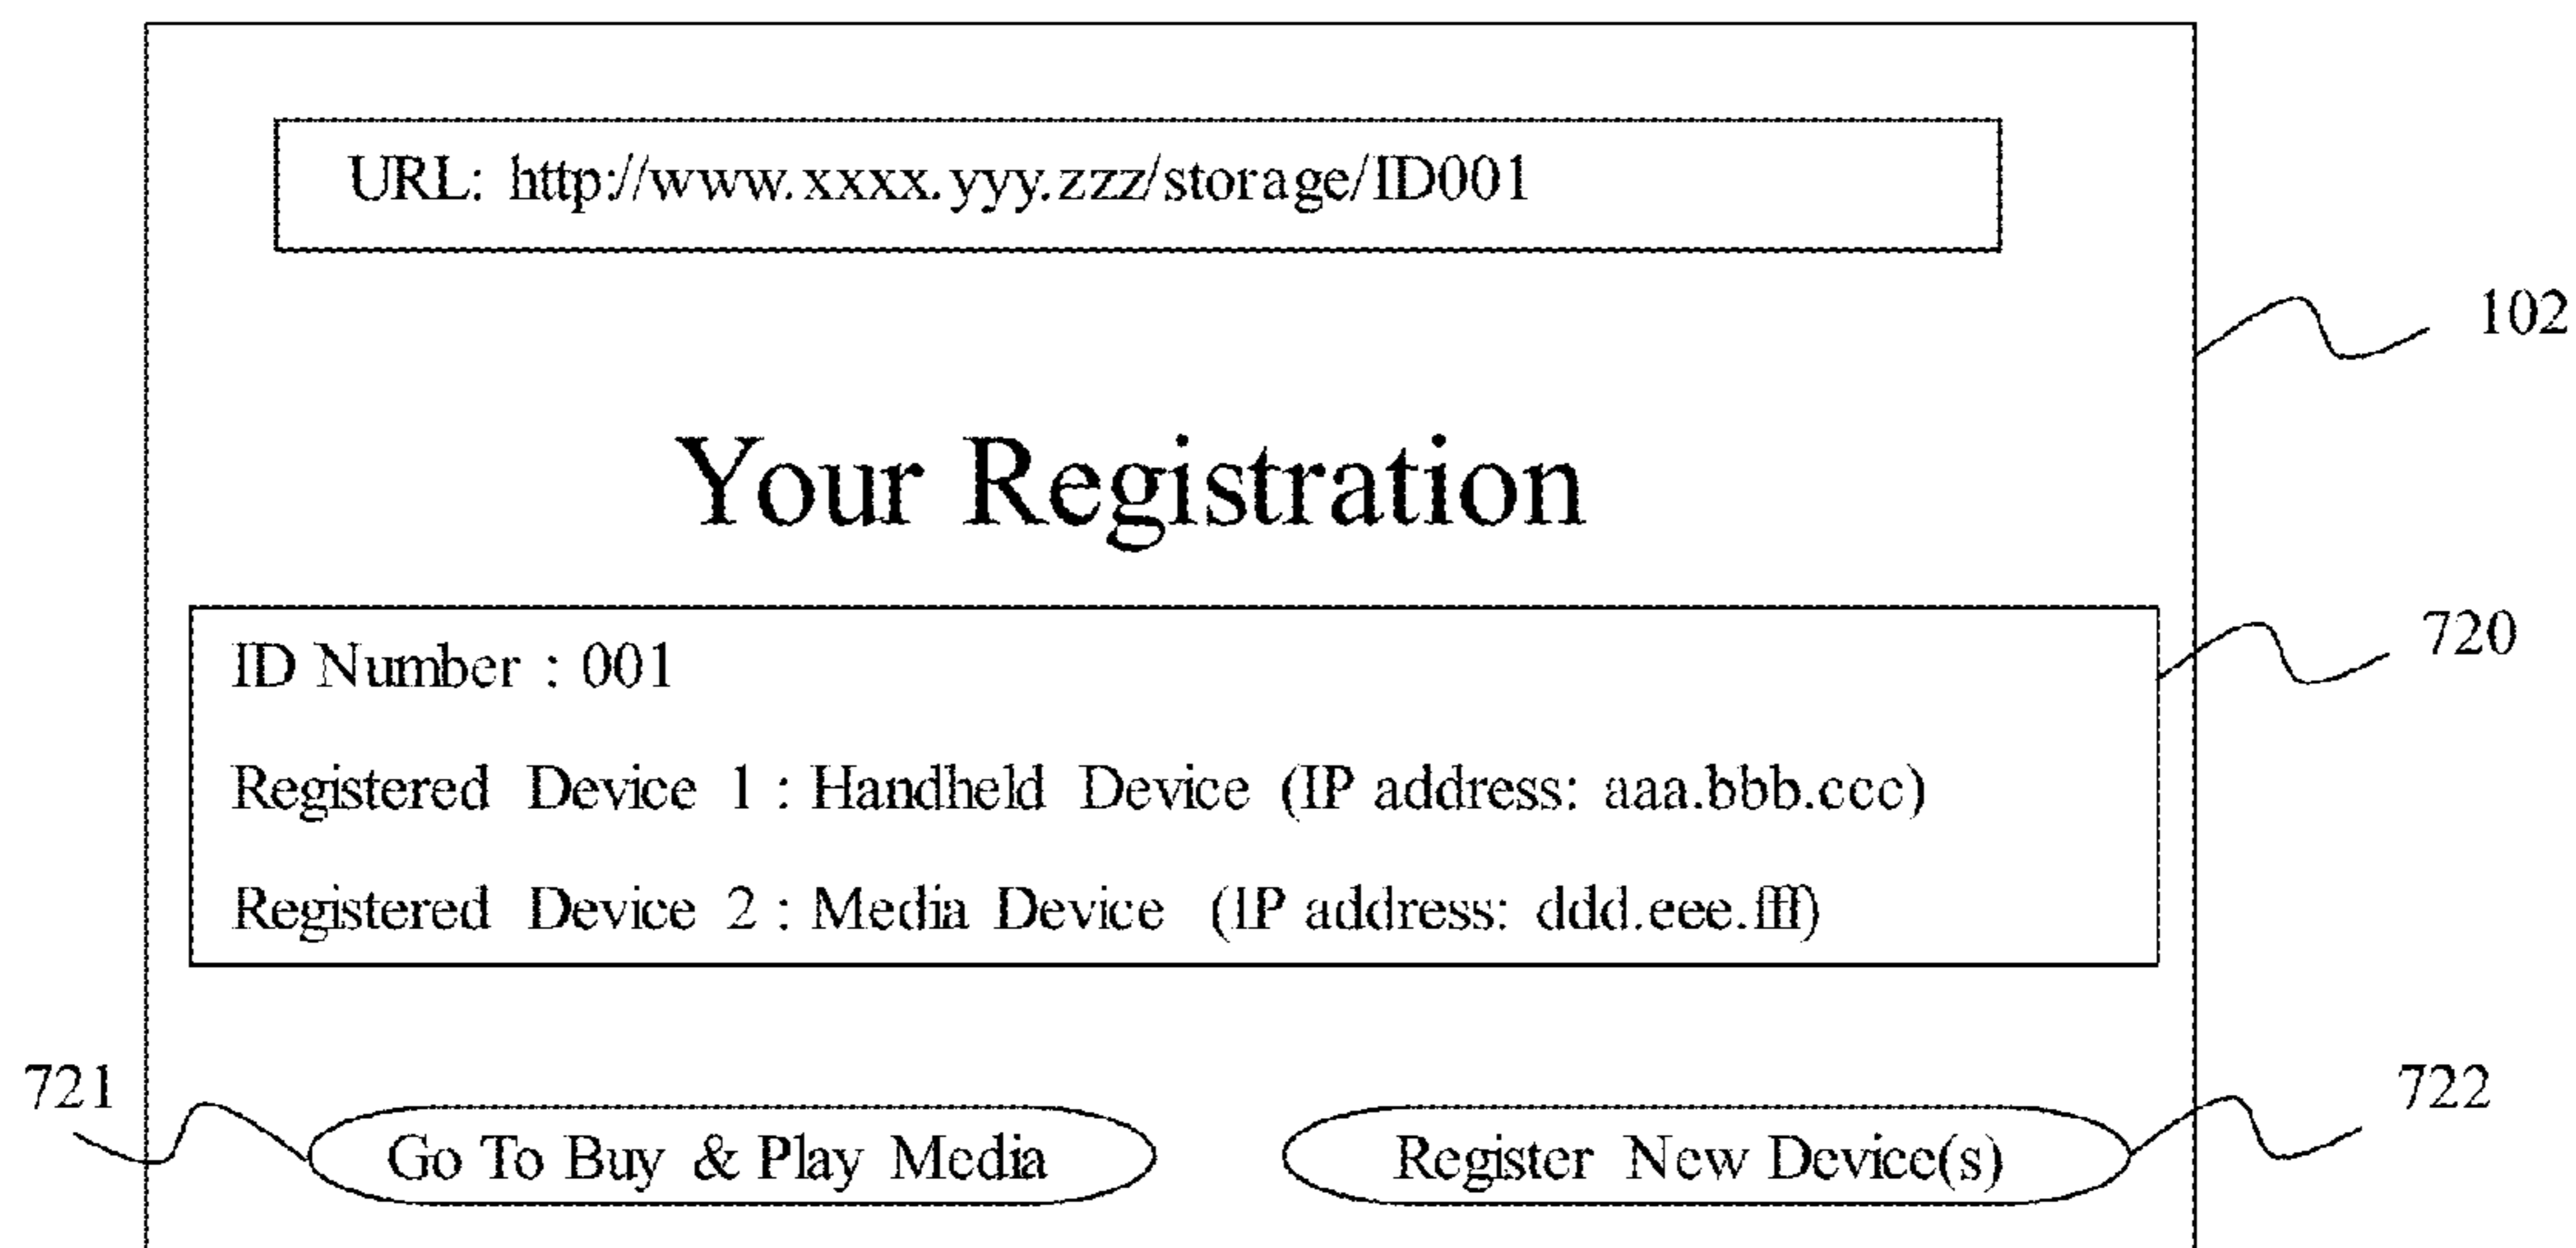 URL: http://www.xxxx.yyy.zzz/storage/ID001
102
Your Registration
720
ID Number : 001
Registered Device 1 : Handheld Device (IP address: aaa.bbb.ccc)
Registered Device 2 : Media Device (IP address: ddd.eee.fff)
721
722
Go To Buy & Play Media
Register New Device(s)